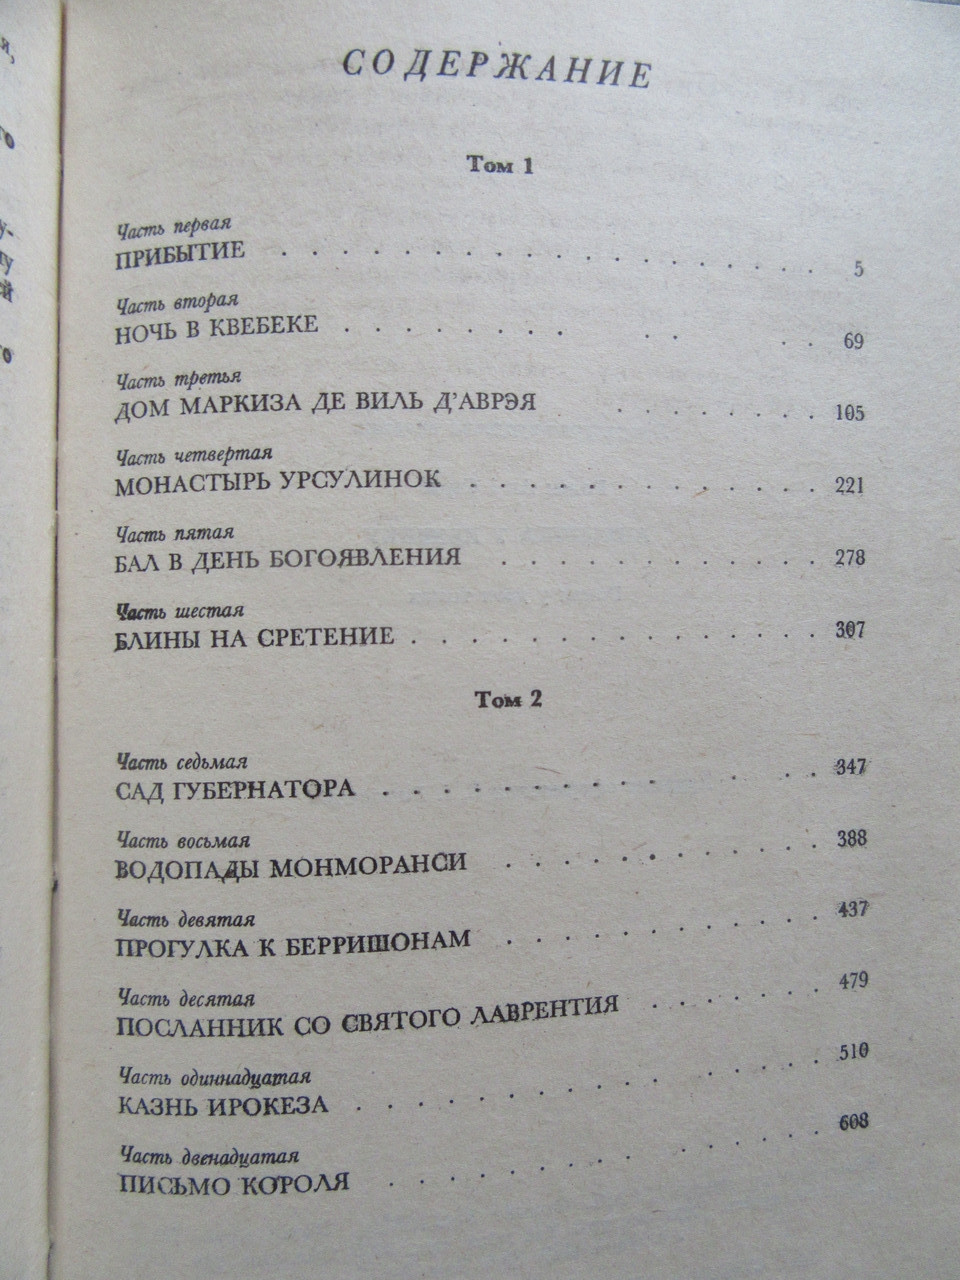 СОДЕРЖАНИЕ
Том 1
Часть первая
ПРИБЫТИЕ . . . . . . . . . . . . . . . . . . 5
Часть вторая
НОЧЬ В КВЕБЕКЕ . . . . . . . . . . . . 69
Часть третья
ДОМ МАРКИЗА ДЕ ВИЛЬ Д'АВРЭЯ . . . . . . . . 105
Часть четвертая
МОНАСТЫРЬ УРСУЛИНОК . . . . . . . . . . . . 221
Часть пятая
БАЛ В ДЕНЬ БОГОЯВЛЕНИЯ . . . . . . . . . . . 278
Часть шестая
БЛИНЫ НА СРЕТЕНИЕ . . . . . . . . . . . . . . 307
Том 2
Часть седьмая
САД ГУБЕРНАТОРА . . . . . . . . . . . . . . 347
Часть восьмая
ВОДОПАДЫ МОНМОРАНСИ . . . . . . . . . . . 388
Часть девятая
ПРОГУЛКА К БЕРРИШОНАМ . . . . . . . . . . . 437
Часть десятая
ПОСЛАННИК СО СВЯТОГО ЛАВРЕНТИЯ . . . . . . 479
Часть одиннадцатая
КАЗНЬ ИРОКЕЗА . . . . . . . . . . . . . . . 510
Часть двенадцатая
ПИСЬМО КОРОЛЯ . . . . . . . . . . . . . . 608